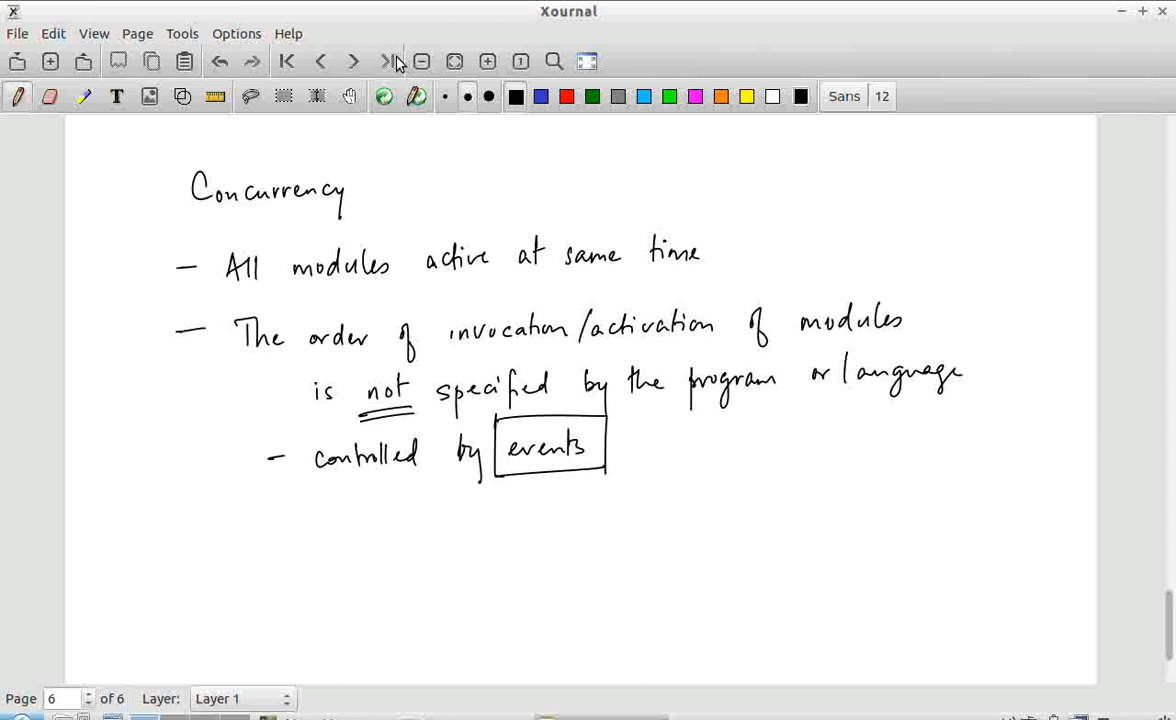 Xournal
File Edit View Page Tools Options Help
Sans 12
Concurrency
– All modules active at same time
– The order of invocation/activation of modules
is not specified by the program or language
– controlled by events
Page 6 of 6 Layer: Layer 1